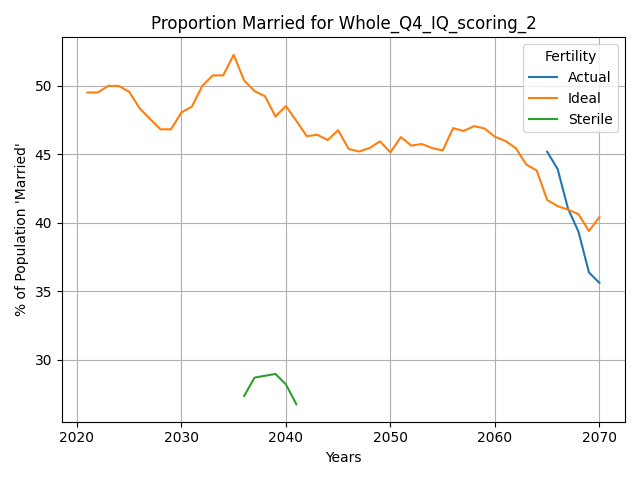 Proportion Married for Whole_Q4_IQ_scoring_2
% of Population 'Married'
50
45
40
35
30
Fertility
Actual
Ideal
Sterile
2020 2030 2040 2050 2060 2070
Years